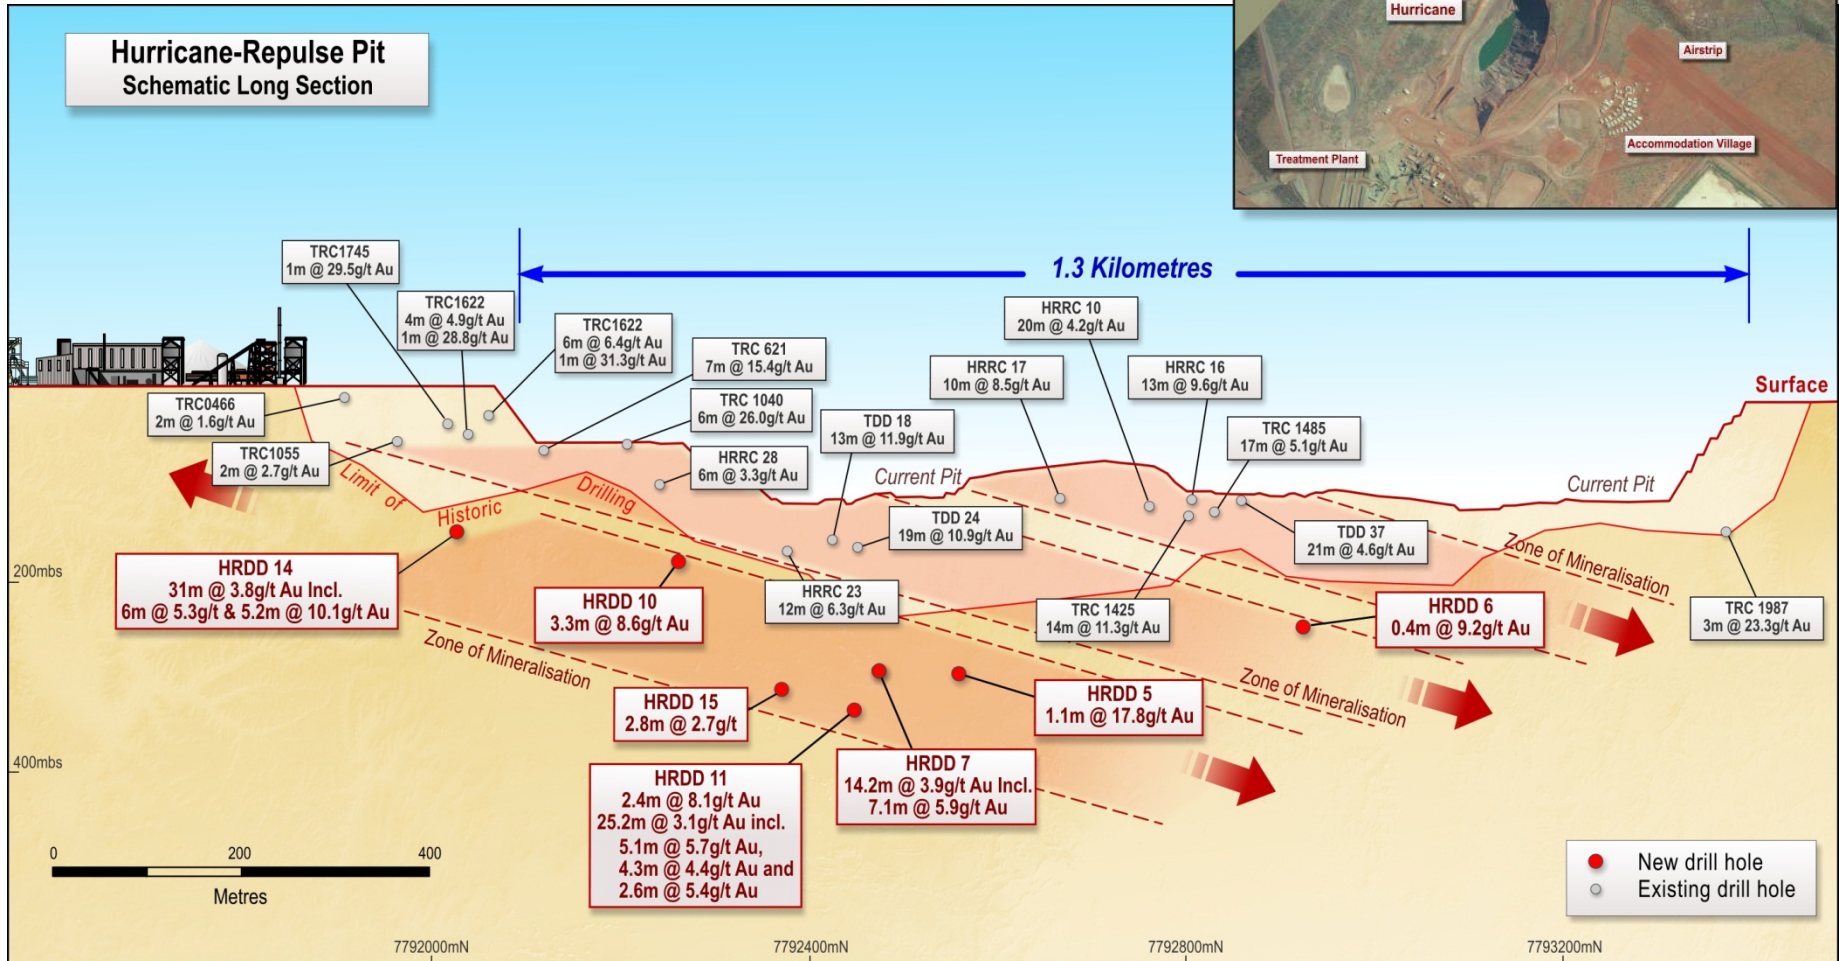 Hurricane-Repulse Pit
Schematic Long Section
Hurricane
Airstrip
Accommodation Village
Treatment Plant
1.3 Kilometres
TRC1745
1m @ 29.5g/t Au
TRC1622
4m @ 4.9g/t Au
1m @ 28.8g/t Au
TRC1622
6m @ 6.4g/t Au
1m @ 31.3g/t Au
TRC 621
7m @ 15.4g/t Au
HRRC 10
20m @ 4.2g/t Au
HRRC 17
10m @ 8.5g/t Au
HRRC 16
13m @ 9.6g/t Au
Surface
TRC0466
2m @ 1.6g/t Au
TRC 1040
6m @ 26.0g/t Au
TDD 18
13m @ 11.9g/t Au
TRC 1485
17m @ 5.1g/t Au
TRC1055
2m @ 2.7g/t Au
HRRC 28
6m @ 3.3g/t Au
Current Pit
Current Pit
Limit of
Historic
Drilling
TDD 24
19m @ 10.9g/t Au
TDD 37
21m @ 4.6g/t Au
Zone of Mineralisation
200mbs
HRDD 14
31m @ 3.8g/t Au Incl.
6m @ 5.3g/t & 5.2m @ 10.1g/t Au
HRDD 10
3.3m @ 8.6g/t Au
HRRC 23
12m @ 6.3g/t Au
TRC 1425
14m @ 11.3g/t Au
HRDD 6
0.4m @ 9.2g/t Au
TRC 1987
3m @ 23.3g/t Au
Zone of Mineralisation
Zone of Mineralisation
HRDD 15
2.8m @ 2.7g/t
HRDD 5
1.1m @ 17.8g/t Au
400mbs
HRDD 11
2.4m @ 8.1g/t Au
25.2m @ 3.1g/t Au incl.
5.1m @ 5.7g/t Au,
4.3m @ 4.4g/t Au and
2.6m @ 5.4g/t Au
HRDD 7
14.2m @ 3.9g/t Au Incl.
7.1m @ 5.9g/t Au
0 200 400
Metres
New drill hole
Existing drill hole
7792000mN 7792400mN 7792800mN 7793200mN